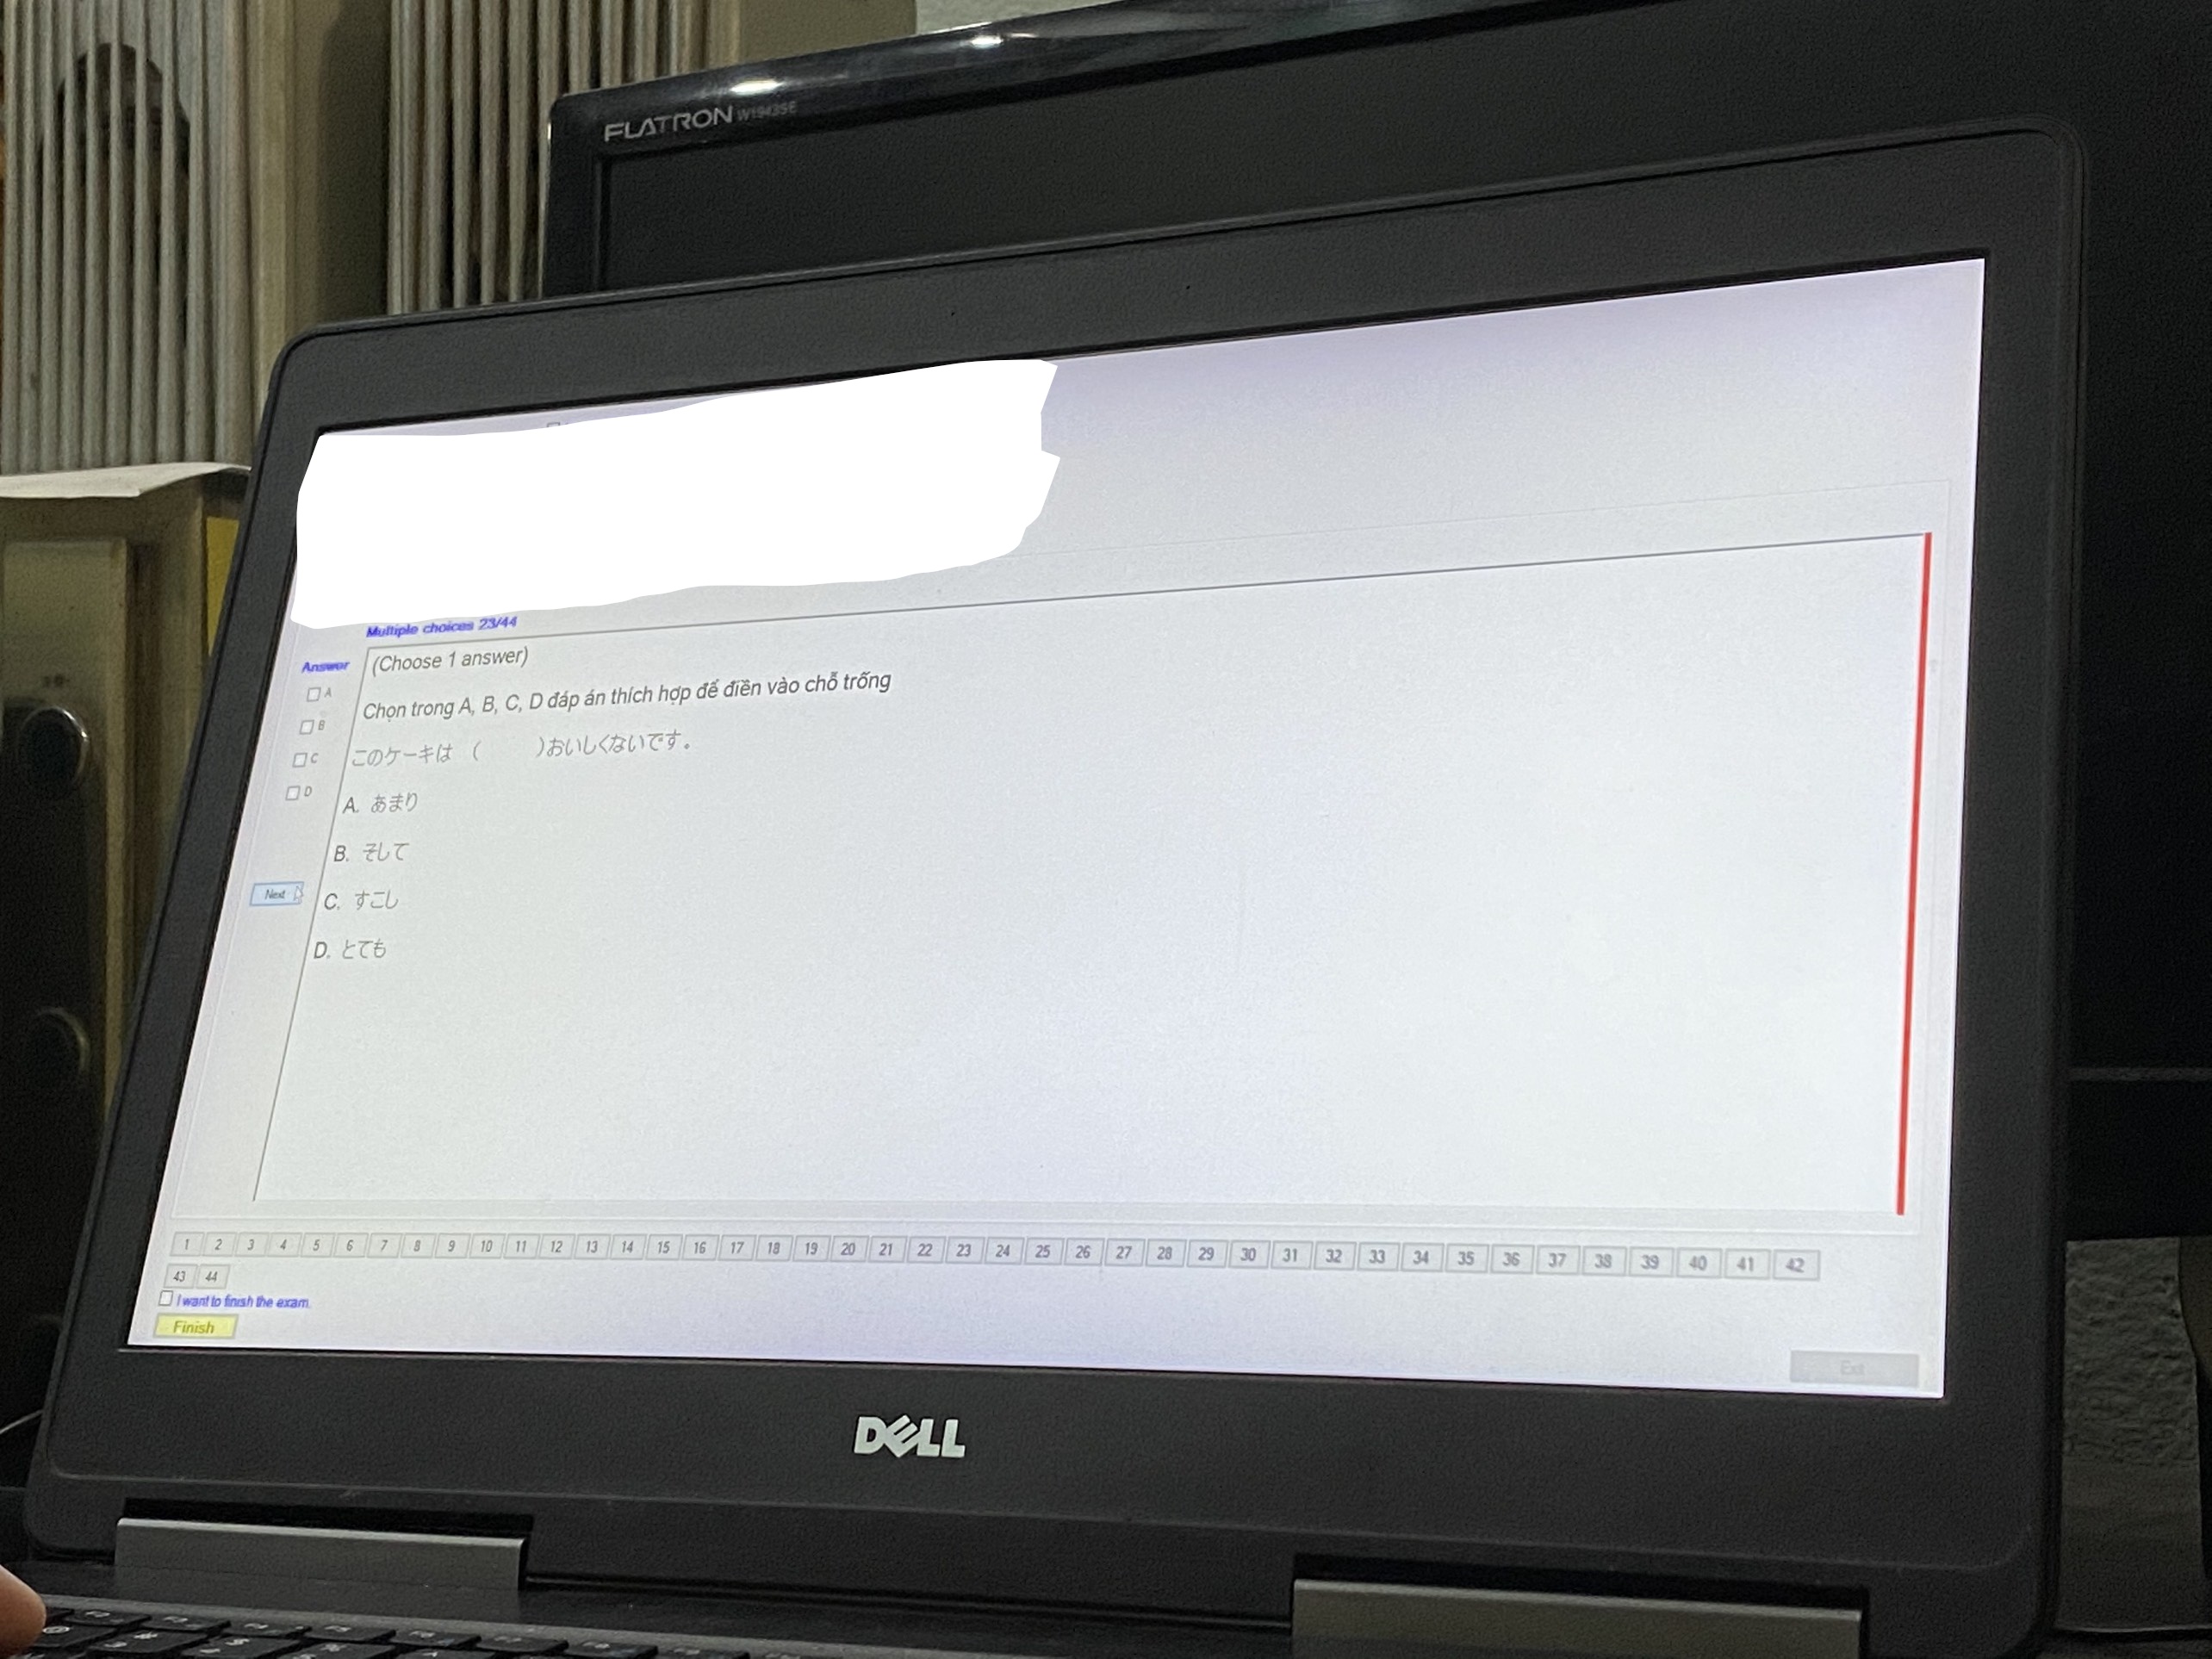 FLATRON W1943SE
Multiple choices 23/44
Answer
(Choose 1 answer)
A
Chọn trong A, B, C, D đáp án thích hợp để điền vào chỗ trống
B
このケーキは ( )おいしくないです。
C
D
A. あまり
B. そして
Next
C. すこし
D. とても
1 2 3 4 5 6 7 8 9 10 11 12 13 14 15 16 17 18 19 20 21 22 23 24 25 26 27 28 29 30 31 32 33 34 35 36 37 38 39 40 41 42
43 44
I want to finish the exam.
Finish
Exit
DELL